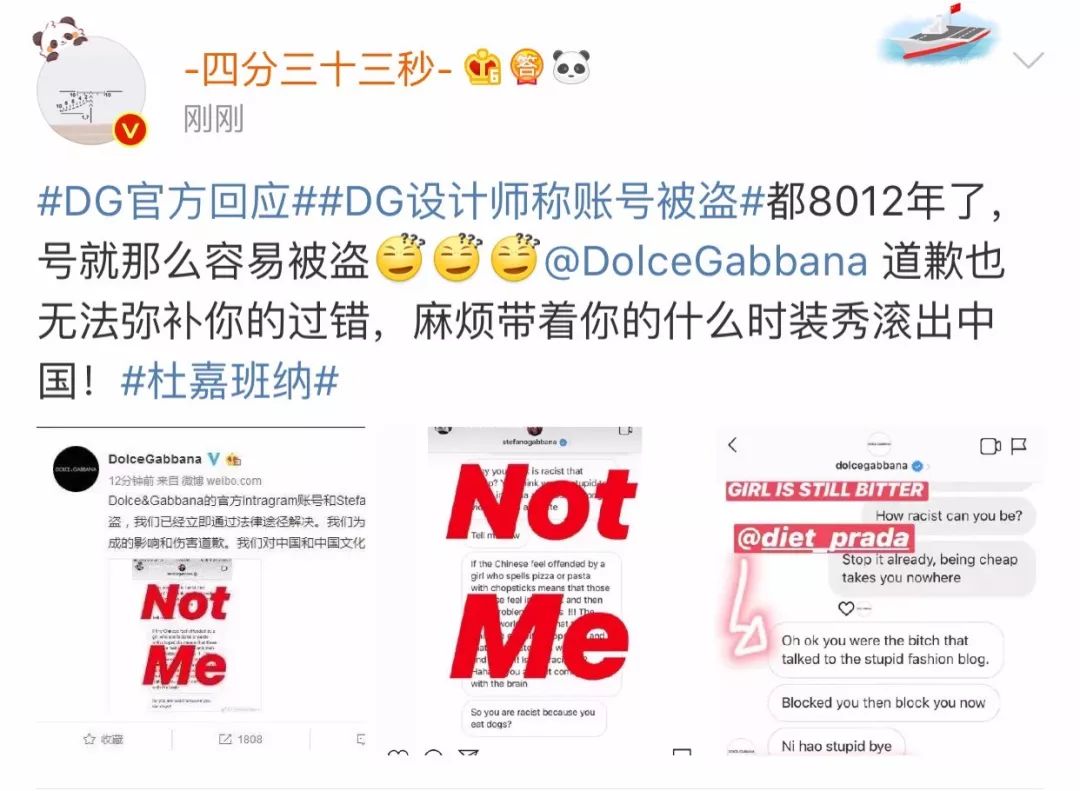 -四分三十三秒-
刚刚
#DG官方回应##DG设计师称账号被盗#都8012年了,
号就那么容易被盗@DolceGabbana 道歉也
无法弥补你的过错，麻烦带着你的什么时装秀滚出中
国！#杜嘉班纳#
DolceGabbana
12分钟前 来自 微博 weibo.com
Dolce&Gabbana的官方Intragram账号和Stefa
盗，我们已经立即通过法律途径解决。我们为
成的影响和伤害道歉。我们对中国和中国文化
Not
Me
收藏
1808
stefanogabbana
Not
Tell me
If the Chinese feel offended by a
girl who spells pizza or pasta
with chopsticks means that those
Me
with the brain
So you are racist because you
eat dogs?
dolcegabbana
GIRL IS STILL BITTER
How racist can you be?
@diet_prada
Stop it already, being cheap
takes you nowhere
Oh ok you were the bitch that
talked to the stupid fashion blog.
Blocked you then block you now
Ni hao stupid bye